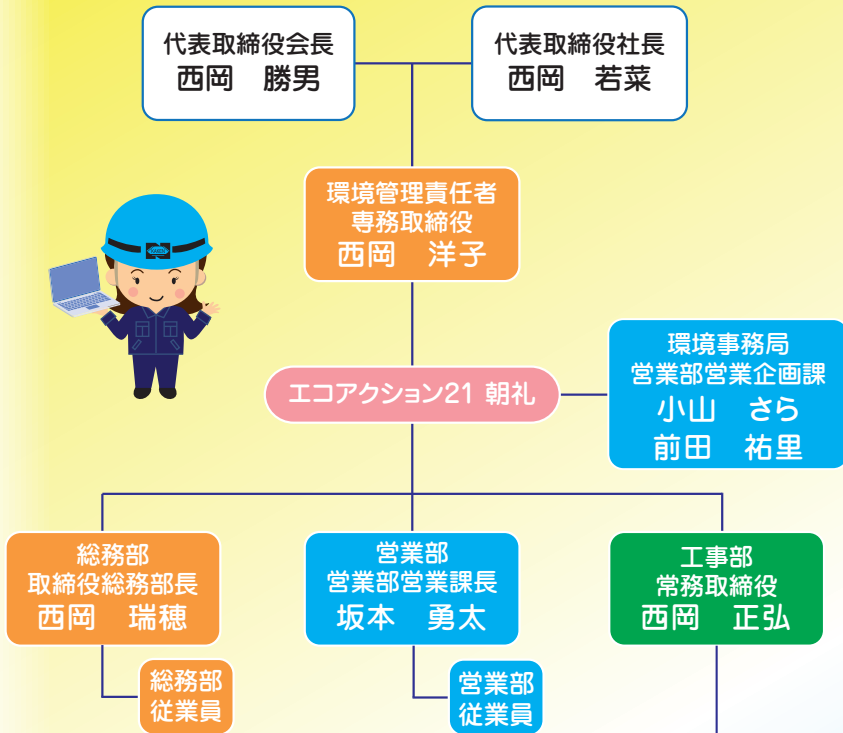 代表取締役会長
西岡　勝男
代表取締役社長
西岡　若菜
環境管理責任者
専務取締役
西岡　洋子
エコアクション21 朝礼
環境事務局
営業部営業企画課
小山　さら
前田　祐里
総務部
取締役総務部長
西岡　瑞穂
営業部
営業部営業課長
坂本　勇太
工事部
常務取締役
西岡　正弘
総務部
従業員
営業部
従業員